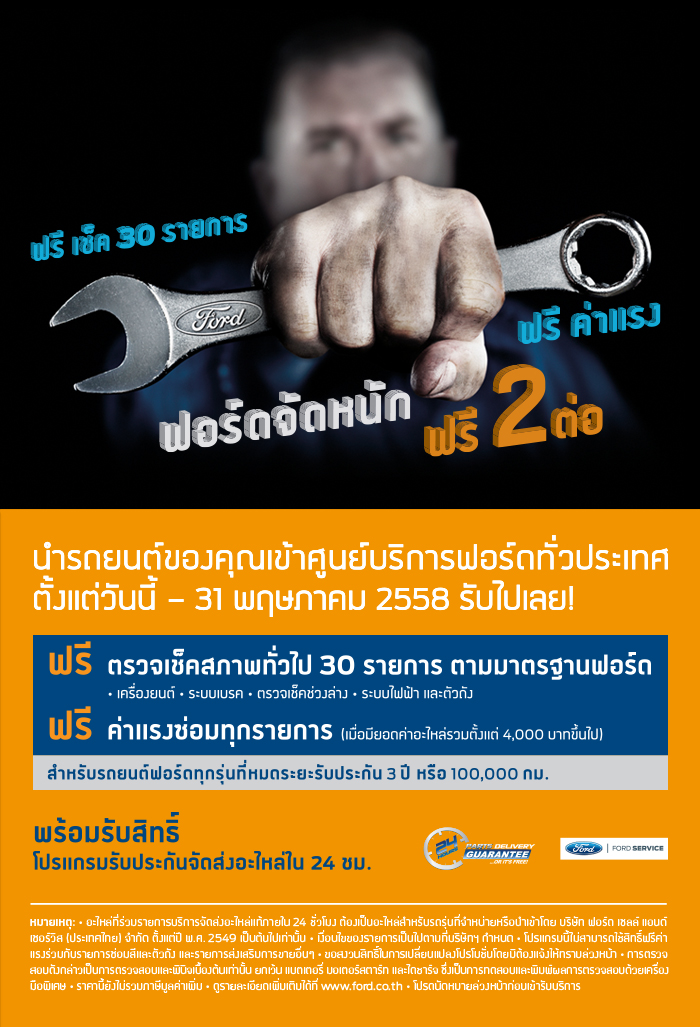 ฟรี เช็ค 30 รายการ
Ford
ฟรี ค่าแรง
ฟอร์ดจัดหนัก ฟรี 2 ต่อ
นำรถยนต์ของคุณเข้าศูนย์บริการฟอร์ดทั่วประเทศ
ตั้งแต่วันนี้ – 31 พฤษภาคม 2558 รับไปเลย!
ฟรี ตรวจเช็คสภาพทั่วไป 30 รายการ ตามมาตรฐานฟอร์ด
• เครื่องยนต์ • ระบบเบรค • ตรวจเช็คช่วงล่าง • ระบบไฟฟ้า และตัวถัง
ฟรี ค่าแรงซ่อมทุกรายการ (เมื่อมียอดค่าอะไหล่รวมตั้งแต่ 4,000 บาทขึ้นไป)
สำหรับรถยนต์ฟอร์ดทุกรุ่นที่หมดระยะรับประกัน 3 ปี หรือ 100,000 กม.
พร้อมรับสิทธิ์
โปรแกรมรับประกันจัดส่งอะไหล่ใน 24 ชม.
24 HOURS PARTS DELIVERY
GUARANTEE
...OR IT'S FREE!
Ford FORD SERVICE
หมายเหตุ: • อะไหล่ที่ร่วมรายการบริการจัดส่งอะไหล่แท้ภายใน 24 ชั่วโมง ต้องเป็นอะไหล่สำหรับรถรุ่นที่จำหน่ายหรือนำเข้าโดย บริษัท ฟอร์ด เซลส์ แอนด์
เซอร์วิส (ประเทศไทย) จำกัด ตั้งแต่ปี พ.ศ. 2549 เป็นต้นไปเท่านั้น • เงื่อนไขของรายการเป็นไปตามที่บริษัทฯ กำหนด • โปรแกรมนี้ไม่สามารถใช้สิทธิ์ฟรีค่า
แรงร่วมกับรายการซ่อมสีและตัวถัง และรายการส่งเสริมการขายอื่นๆ • ขอสงวนสิทธิ์ในการเปลี่ยนแปลงโปรโมชั่นโดยมิต้องแจ้งให้ทราบล่วงหน้า • การตรวจ
สอบดังกล่าวเป็นการตรวจสอบและพินิจเบื้องต้นเท่านั้น ยกเว้น แบตเตอรี่ มอเตอร์สตาร์ท และไดชาร์จ ซึ่งเป็นการทดสอบและพิมพ์ผลการตรวจสอบด้วยเครื่อง
มือพิเศษ • ราคานี้ยังไม่รวมภาษีมูลค่าเพิ่ม • ดูรายละเอียดเพิ่มเติมได้ที่ www.ford.co.th • โปรดนัดหมายล่วงหน้าก่อนเข้ารับบริการ